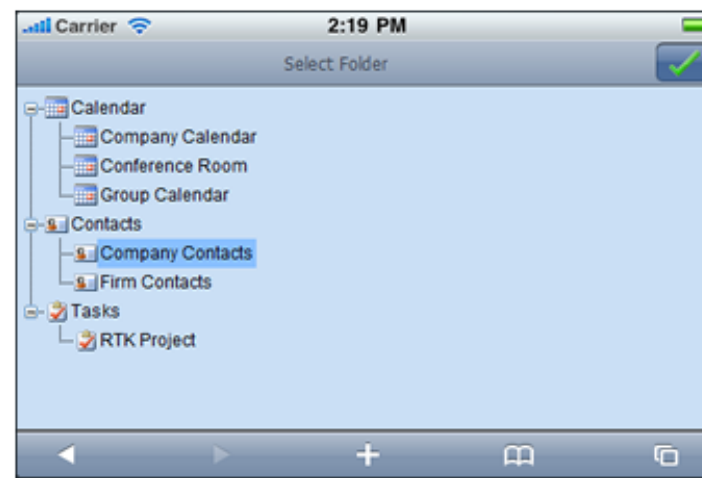 Carrier 2:19 PM
Select Folder
Calendar
Company Calendar
Conference Room
Group Calendar
Contacts
Company Contacts
Firm Contacts
Tasks
RTK Project